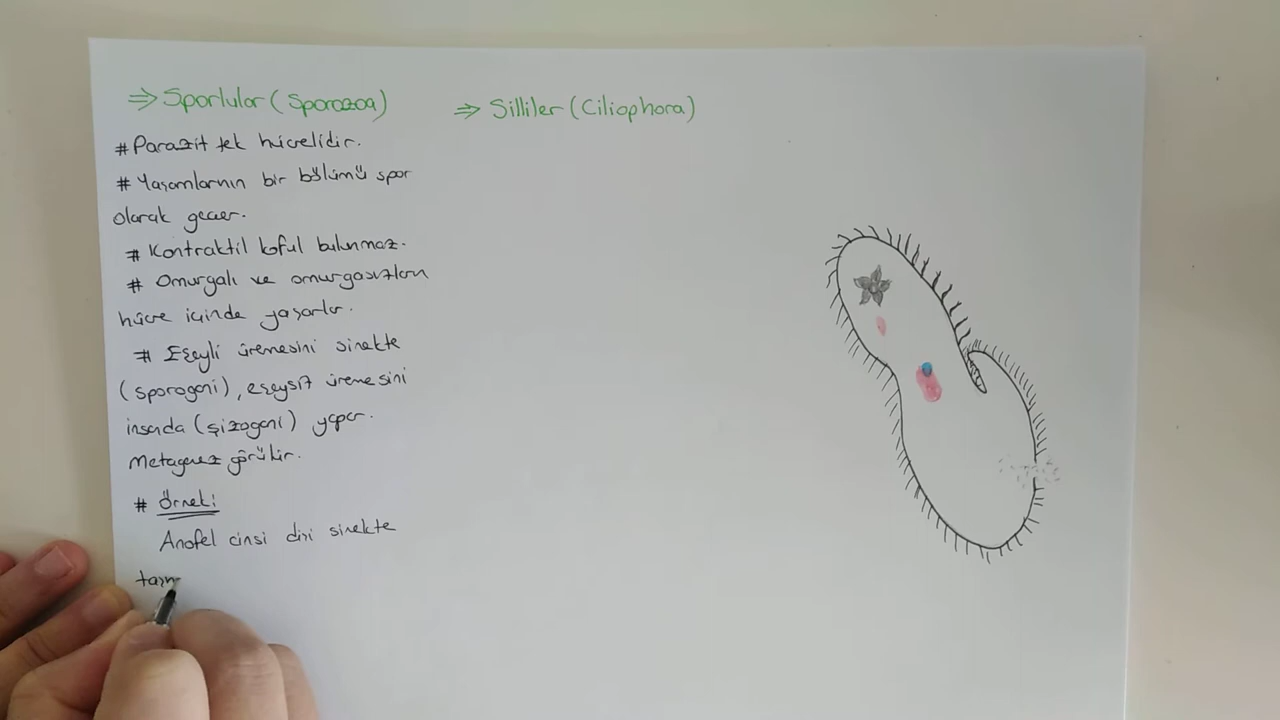 ⇒ Sporlular (Sporozoa)
# Parazit tek hücrelidir.
# Yaşamlarının bir bölümü spor
olarak geçer.
# Kontraktil koful bulunmaz.
# Omurgalı ve omurgasızların
hücre içinde yaşarlar.
# Eşeyli üremesini sinekte
(sporogoni), eşeysiz üremesini
insanda (şizogoni) yapar.
Metagenez görülür.
# Örnek:
Anofel cinsi dişi sinekte
taşın
⇒ Silliler (Ciliophora)